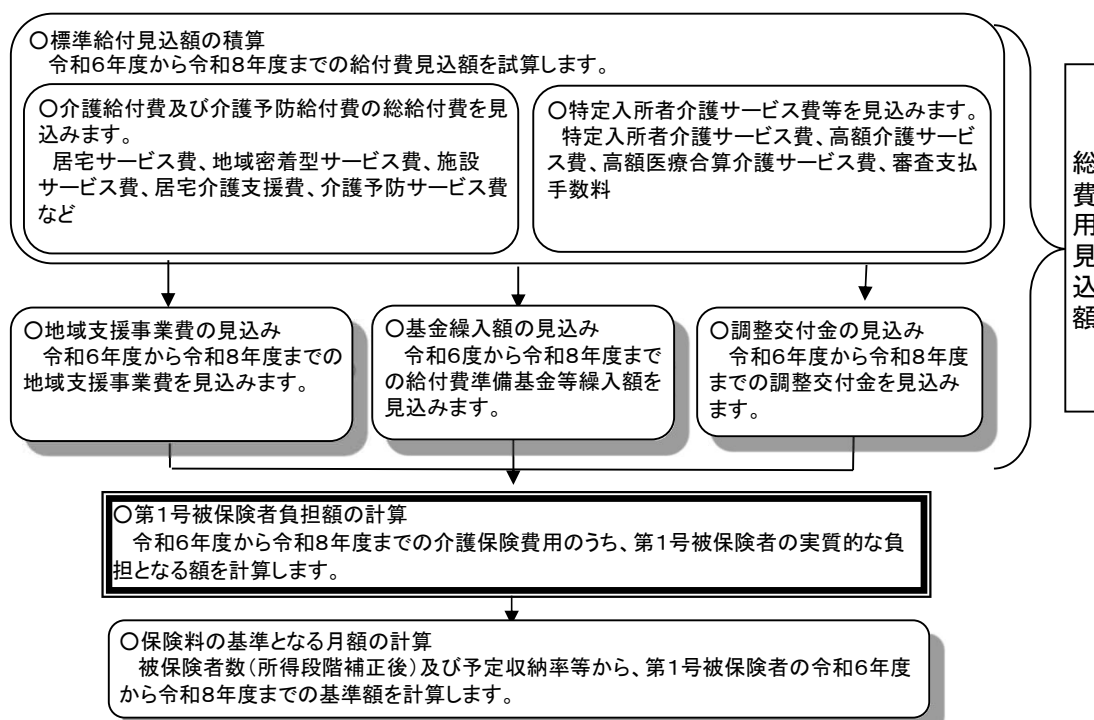 〇標準給付見込額の積算
令和6年度から令和8年度までの給付費見込額を試算します。
〇介護給付費及び介護予防給付費の総給付費を見
込みます。
居宅サービス費、地域密着型サービス費、施設
サービス費、居宅介護支援費、介護予防サービス費
など
〇特定入所者介護サービス費等を見込みます。
特定入所者介護サービス費、高額介護サービ
ス費、高額医療合算介護サービス費、審査支払
手数料
総費用見込額
〇地域支援事業費の見込み
令和6年度から令和8年度までの
地域支援事業費を見込みます。
〇基金繰入額の見込み
令和6度から令和8年度まで
の給付費準備基金等繰入額を
見込みます。
〇調整交付金の見込み
令和6年度から令和8年度
までの調整交付金を見込み
ます。
〇第1号被保険者負担額の計算
令和6年度から令和8年度までの介護保険費用のうち、第1号被保険者の実質的な負
担となる額を計算します。
〇保険料の基準となる月額の計算
被保険者数(所得段階補正後)及び予定収納率等から、第1号被保険者の令和6年度
から令和8年度までの基準額を計算します。